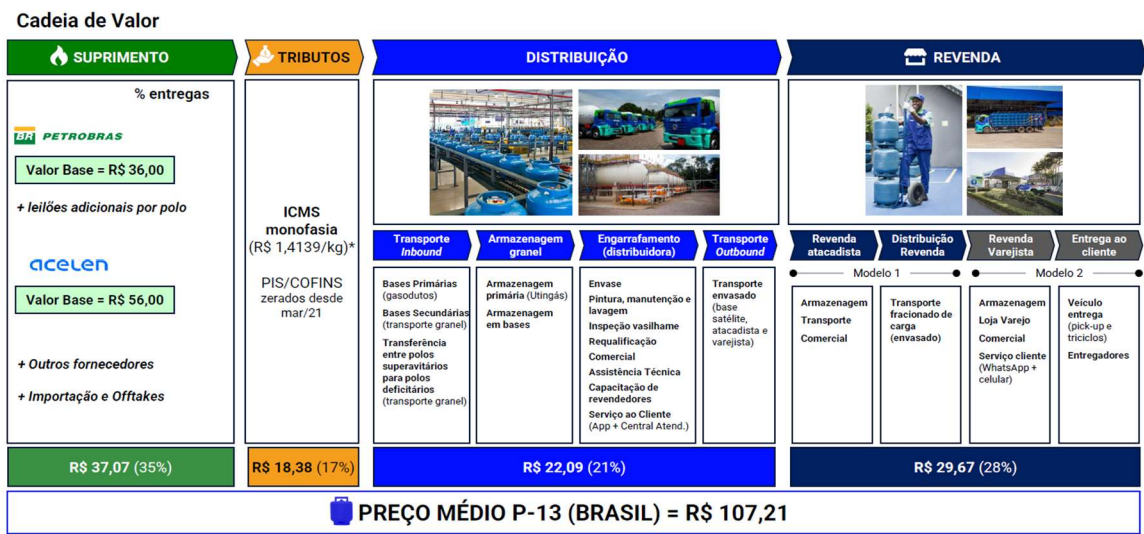 Cadeia de Valor
SUPRIMENTO
TRIBUTOS
DISTRIBUIÇÃO
REVENDA
% entregas
BR PETROBRAS
Valor Base = R$ 36,00
+ leilões adicionais por polo
acelen
Valor Base = R$ 56,00
+ Outros fornecedores
+ Importação e Offtakes
ICMS
monofasia
(R$ 1,4139/kg)*
PIS/COFINS
zerados desde
mar/21
Transporte
Inbound
Armazenagem
granel
Engarrafamento
(distribuidora)
Transporte
Outbound
Bases Primárias
(gasodutos)
Bases Secundárias
(transporte granel)
Transferência
entre polos
superavitários
para polos
deficitários
(transporte granel)
Armazenagem
primária (Utingás)
Armazenagem
em bases
Envase
Pintura, manutenção e
lavagem
Inspeção vasilhame
Requalificação
Comercial
Assistência Técnica
Capacitação de
revendedores
Serviço ao Cliente
(App + Central Atend.)
Transporte
envasado
(base
satélite,
atacadista e
varejista)
Revenda
atacadista
Distribuição
Revenda
Revenda
Varejista
Entrega ao
cliente
Modelo 1
Modelo 2
Armazenagem
Transporte
Comercial
Transporte
fracionado de
carga
(envasado)
Armazenagem
Loja Varejo
Comercial
Serviço cliente
(WhatsApp +
celular)
Veículo
entrega
(pick-up e
triciclos)
Entregadores
R$ 37,07 (35%)
R$ 18,38 (17%)
R$ 22,09 (21%)
R$ 29,67 (28%)
PREÇO MÉDIO P-13 (BRASIL) = R$ 107,21